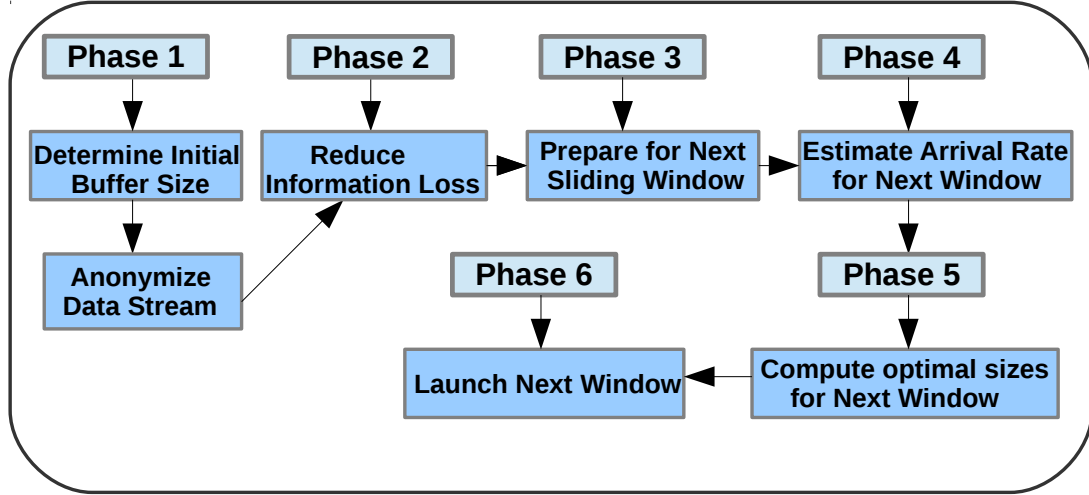 Phase 1
Phase 2
Phase 3
Phase 4
Determine Initial
Buffer Size
Reduce
Information Loss
Prepare for Next
Sliding Window
Estimate Arrival Rate
for Next Window
Anonymize
Data Stream
Phase 6
Phase 5
Launch Next Window
Compute optimal sizes
for Next Window